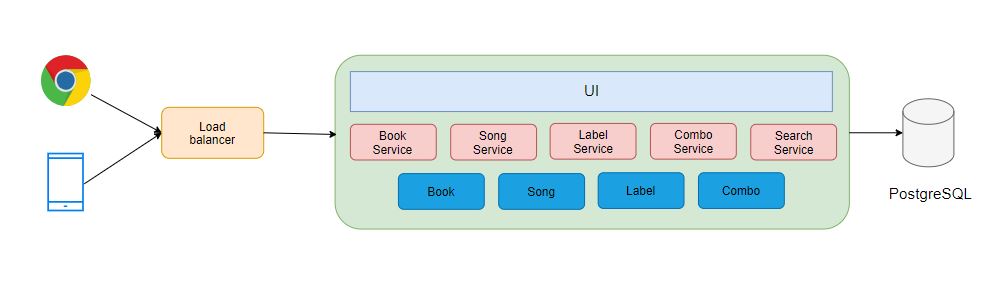 UI
Load
balancer
Book
Service
Song
Service
Label
Service
Combo
Service
Search
Service
Book
Song
Label
Combo
PostgreSQL